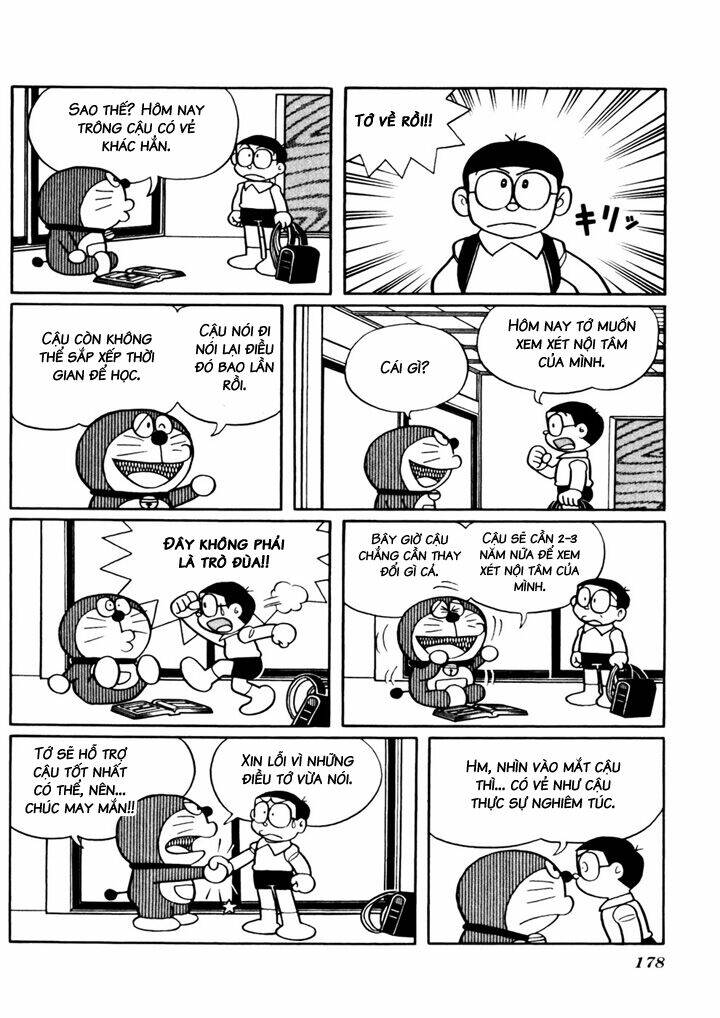 TỚ VỀ RỒI!!
キリッ
SAO THẾ? HÔM NAY
TRÔNG CẬU CÓ VẺ
KHÁC HẲN.
HÔM NAY TỚ MUỐN
XEM XÉT NỘI TÂM
CỦA MÌNH.
CÁI GÌ?
CẬU NÓI ĐI
NÓI LẠI ĐIỀU
ĐÓ BAO LẦN
RỒI.
CẬU CÒN KHÔNG
THỂ SẮP XẾP THỜI
GIAN ĐỂ HỌC.
CẬU SẼ CẦN 2-3
NĂM NỮA ĐỂ XEM
XÉT NỘI TÂM CỦA
MÌNH.
BÂY GIỜ CẬU
CHẲNG CẦN THAY
ĐỔI GÌ CẢ.
ĐÂY KHÔNG PHẢI
LÀ TRÒ ĐÙA!!
HM, NHÌN VÀO MẮT CẬU
THÌ... CÓ VẺ NHƯ CẬU
THỰC SỰ NGHIÊM TÚC.
XIN LỖI VÌ NHỮNG
ĐIỀU TỚ VỪA NÓI.
TỚ SẼ HỖ TRỢ
CẬU TỐT NHẤT
CÓ THỂ, NÊN...
CHÚC MAY MẮN!!
178